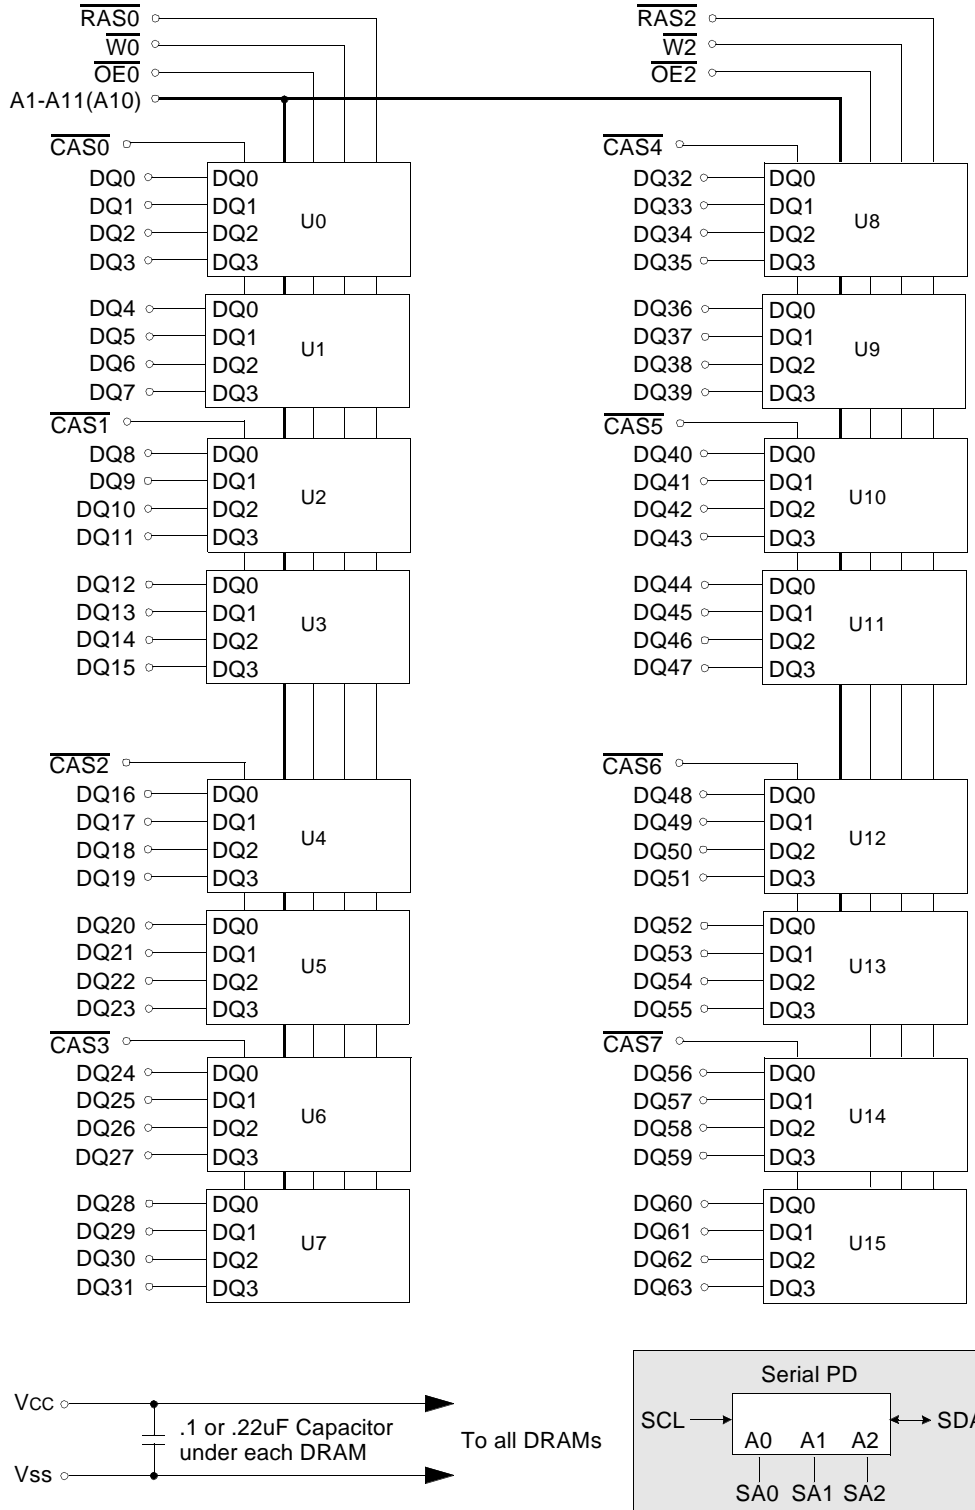 RAS0
W0
OE0
A1-A11(A10)
CAS0
DQ0 DQ0
DQ1 DQ1
DQ2 DQ2
DQ3 DQ3
U0
DQ4 DQ0
DQ5 DQ1
DQ6 DQ2
DQ7 DQ3
U1
CAS1
DQ8 DQ0
DQ9 DQ1
DQ10 DQ2
DQ11 DQ3
U2
DQ12 DQ0
DQ13 DQ1
DQ14 DQ2
DQ15 DQ3
U3
CAS2
DQ16 DQ0
DQ17 DQ1
DQ18 DQ2
DQ19 DQ3
U4
DQ20 DQ0
DQ21 DQ1
DQ22 DQ2
DQ23 DQ3
U5
CAS3
DQ24 DQ0
DQ25 DQ1
DQ26 DQ2
DQ27 DQ3
U6
DQ28 DQ0
DQ29 DQ1
DQ30 DQ2
DQ31 DQ3
U7
RAS2
W2
OE2
CAS4
DQ32 DQ0
DQ33 DQ1
DQ34 DQ2
DQ35 DQ3
U8
DQ36 DQ0
DQ37 DQ1
DQ38 DQ2
DQ39 DQ3
U9
CAS5
DQ40 DQ0
DQ41 DQ1
DQ42 DQ2
DQ43 DQ3
U10
DQ44 DQ0
DQ45 DQ1
DQ46 DQ2
DQ47 DQ3
U11
CAS6
DQ48 DQ0
DQ49 DQ1
DQ50 DQ2
DQ51 DQ3
U12
DQ52 DQ0
DQ53 DQ1
DQ54 DQ2
DQ55 DQ3
U13
CAS7
DQ56 DQ0
DQ57 DQ1
DQ58 DQ2
DQ59 DQ3
U14
DQ60 DQ0
DQ61 DQ1
DQ62 DQ2
DQ63 DQ3
U15
Vcc
.1 or .22uF Capacitor
under each DRAM
Vss
To all DRAMs
Serial PD
SCL
SDA
A0 A1 A2
SA0 SA1 SA2